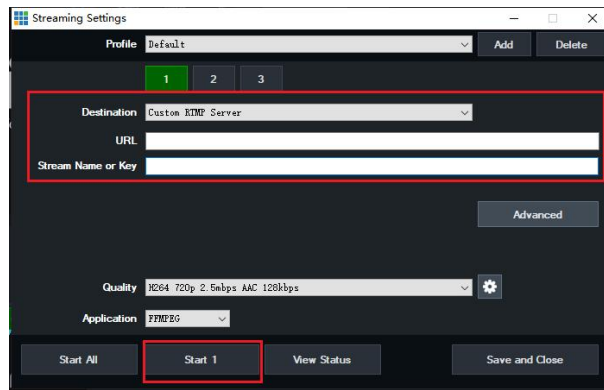 Streaming Settings
Profile Default Add Delete
1 2 3
Destination Custom RTMP Server
URL
Stream Name or Key
Advanced
Quality H264 720p 2.5mbps AAC 128kbps
Application FFMPEG
Start All Start 1 View Status Save and Close